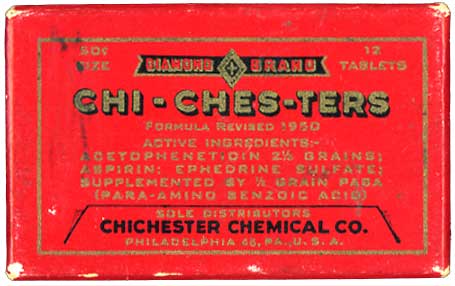 50¢ SIZE
DIAMOND BRAND
12 TABLETS
CHI-CHES-TERS
FORMULA REVISED 1950
ACTIVE INGREDIENTS:-
ACETOPHENETIDIN 2½ GRAINS;
ASPIRIN; EPHEDRINE SULFATE;
SUPPLEMENTED BY ½ GRAIN PABA
(PARA-AMINO BENZOIC ACID)
SOLE DISTRIBUTORS
CHICHESTER CHEMICAL CO.
PHILADELPHIA 46, PA., U.S.A.